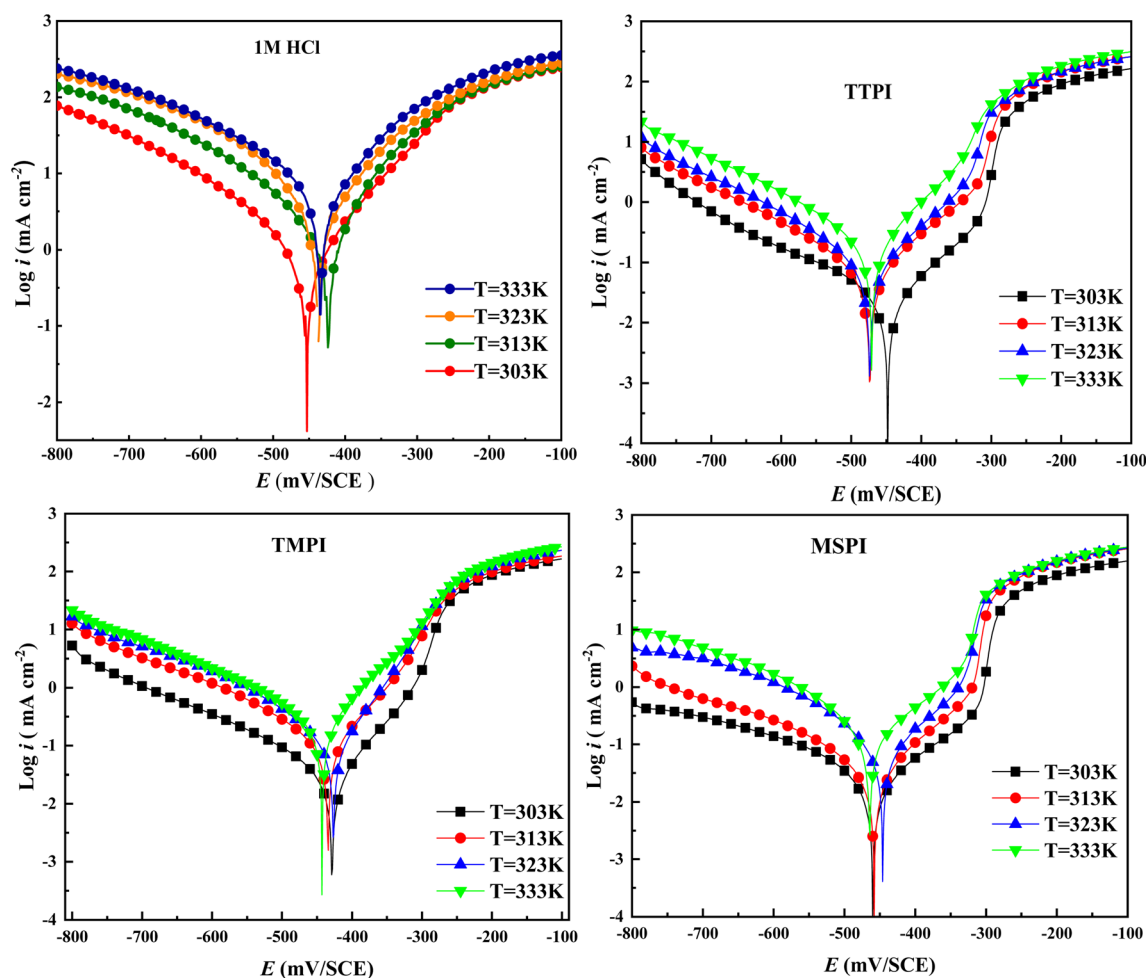 1M HCl
Log i (mA cm-2)
3
2
1
0
-1
-2
T=333K
T=323K
T=313K
T=303K
-800 -700 -600 -500 -400 -300 -200 -100
E (mV/SCE )
TTPI
Log i ( mA cm-2)
3
2
1
0
-1
-2
-3
-4
T=303K
T=313K
T=323K
T=333K
-800 -700 -600 -500 -400 -300 -200 -100
E (mV/SCE)
TMPI
Log i ( mA cm-2)
3
2
1
0
-1
-2
-3
-4
T=303K
T=313K
T=323K
T=333K
-800 -700 -600 -500 -400 -300 -200 -100
E (mV/SCE)
MSPI
Log i ( mA cm-2)
3
2
1
0
-1
-2
-3
-4
T=303K
T=313K
T=323K
T=333K
-800 -700 -600 -500 -400 -300 -200 -100
E (mV/SCE)